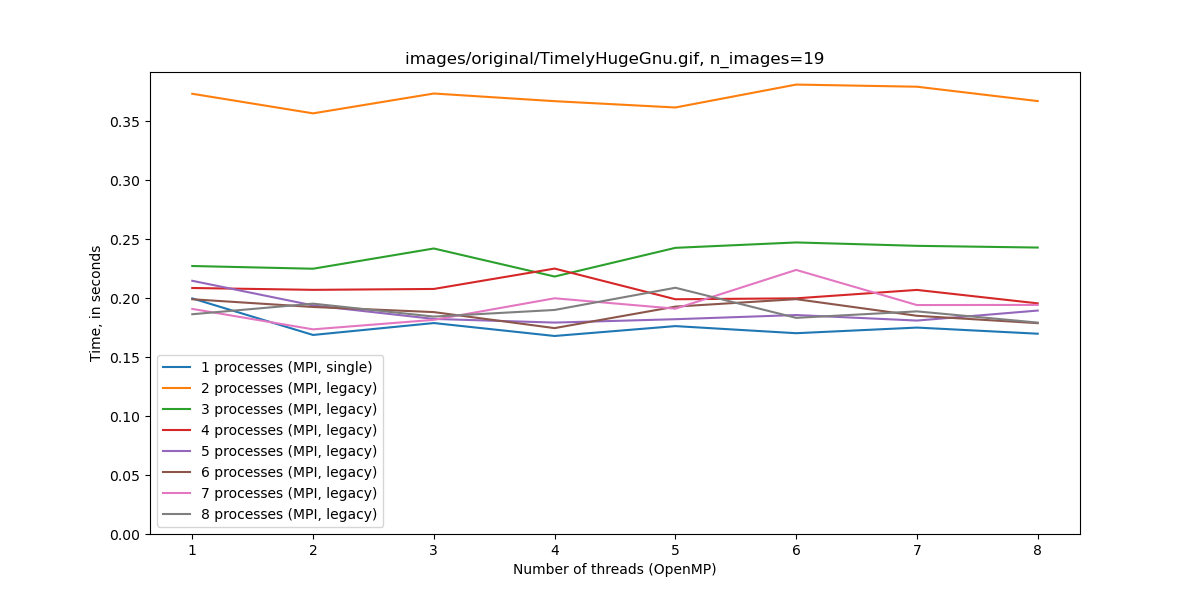 images/original/TimelyHugeGnu.gif, n_images=19
Time, in seconds
0.35
0.30
0.25
0.20
0.15
0.10
0.05
0.00
1 processes (MPI, single)
2 processes (MPI, legacy)
3 processes (MPI, legacy)
4 processes (MPI, legacy)
5 processes (MPI, legacy)
6 processes (MPI, legacy)
7 processes (MPI, legacy)
8 processes (MPI, legacy)
1 2 3 4 5 6 7 8
Number of threads (OpenMP)